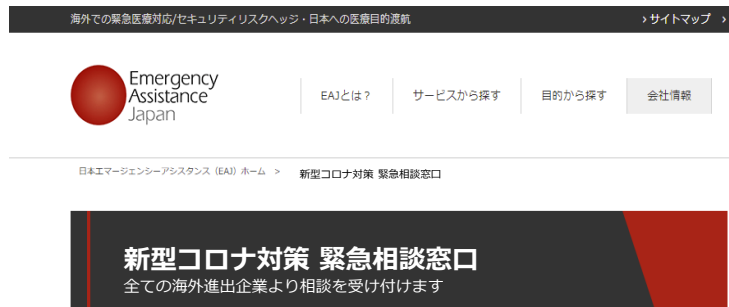 海外での緊急医療対応/セキュリティリスクヘッジ・日本への医療目的渡航
›サイトマップ ›
Emergency
Assistance
Japan
EAJとは？ サービスから探す 目的から探す 会社情報
日本エマージェンシーアシスタンス（EAJ）ホーム > 新型コロナ対策 緊急相談窓口
新型コロナ対策 緊急相談窓口
全ての海外進出企業より相談を受け付けます